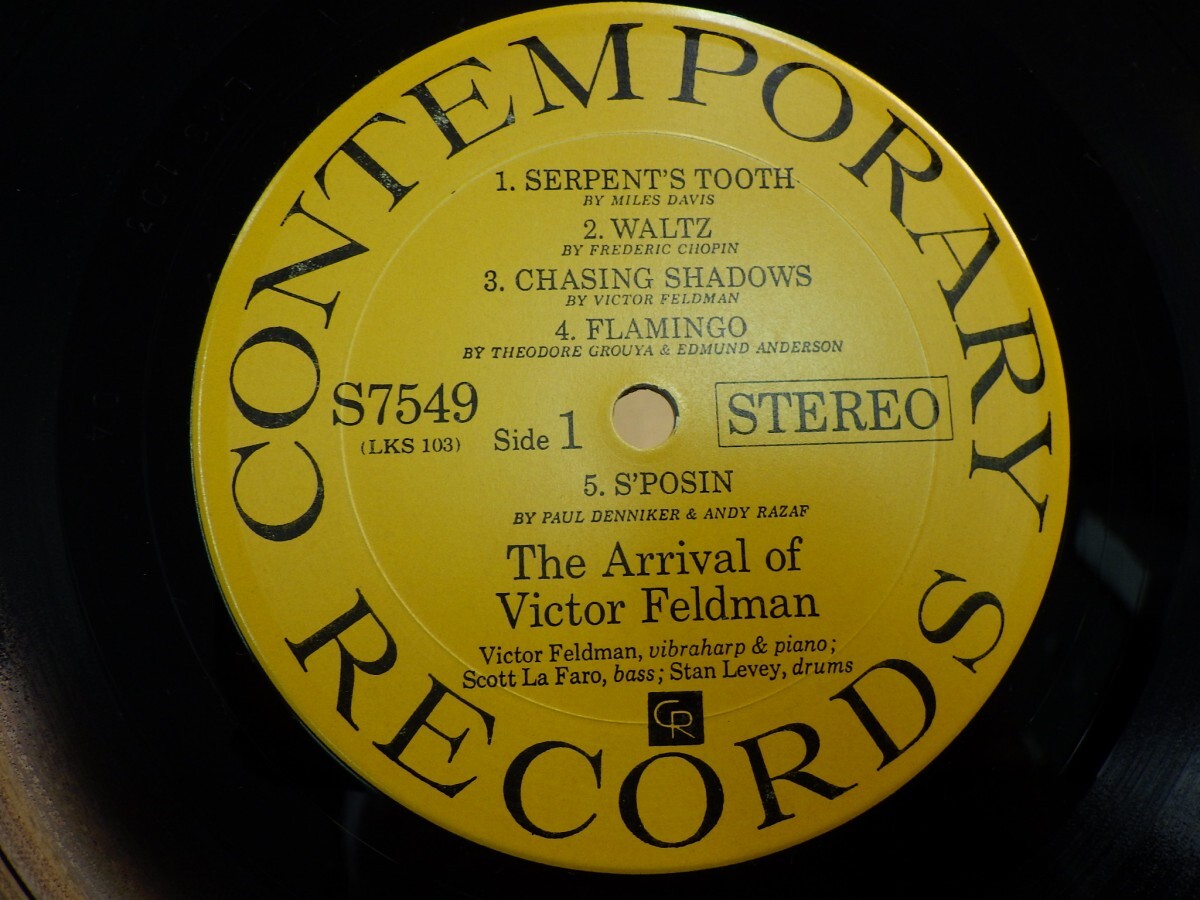 CONTEMPORARY
1. SERPENT'S TOOTH
BY MILES DAVIS
2. WALTZ
BY FREDERIC CHOPIN
3. CHASING SHADOWS
BY VICTOR FELDMAN
4. FLAMINGO
BY THEODORE GROUYA & EDMUND ANDERSON
S7549
(LKS 103)
Side 1
STEREO
5. S'POSIN
BY PAUL DENNIKER & ANDY RAZAF
The Arrival of
Victor Feldman
Victor Feldman, vibraharp & piano;
Scott La Faro, bass; Stan Levey, drums
CR
RECORDS